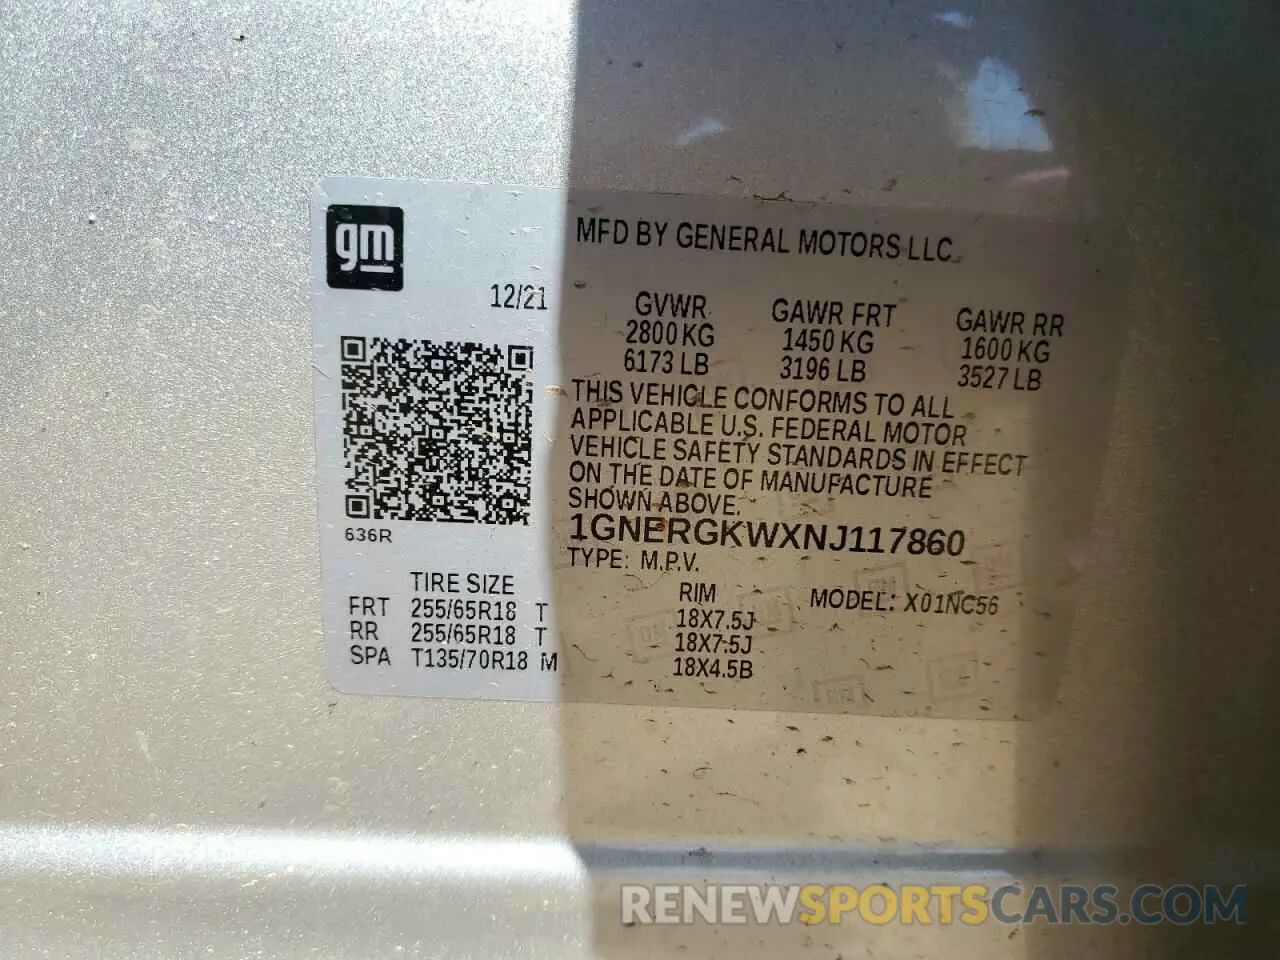 gm
MFD BY GENERAL MOTORS LLC
12/21
GVWR GAWR FRT GAWR RR
2800 KG 1450 KG 1600 KG
6173 LB 3196 LB 3527 LB
THIS VEHICLE CONFORMS TO ALL
APPLICABLE U.S. FEDERAL MOTOR
VEHICLE SAFETY STANDARDS IN EFFECT
ON THE DATE OF MANUFACTURE
SHOWN ABOVE.
1GNERGKWXNJ117860
636R
TYPE: M.P.V.
TIRE SIZE RIM MODEL: X01NC56
FRT 255/65R18 T 18X7.5J
RR 255/65R18 T 18X7.5J
SPA T135/70R18 M 18X4.5B
RENEWSPORTSCARS.COM